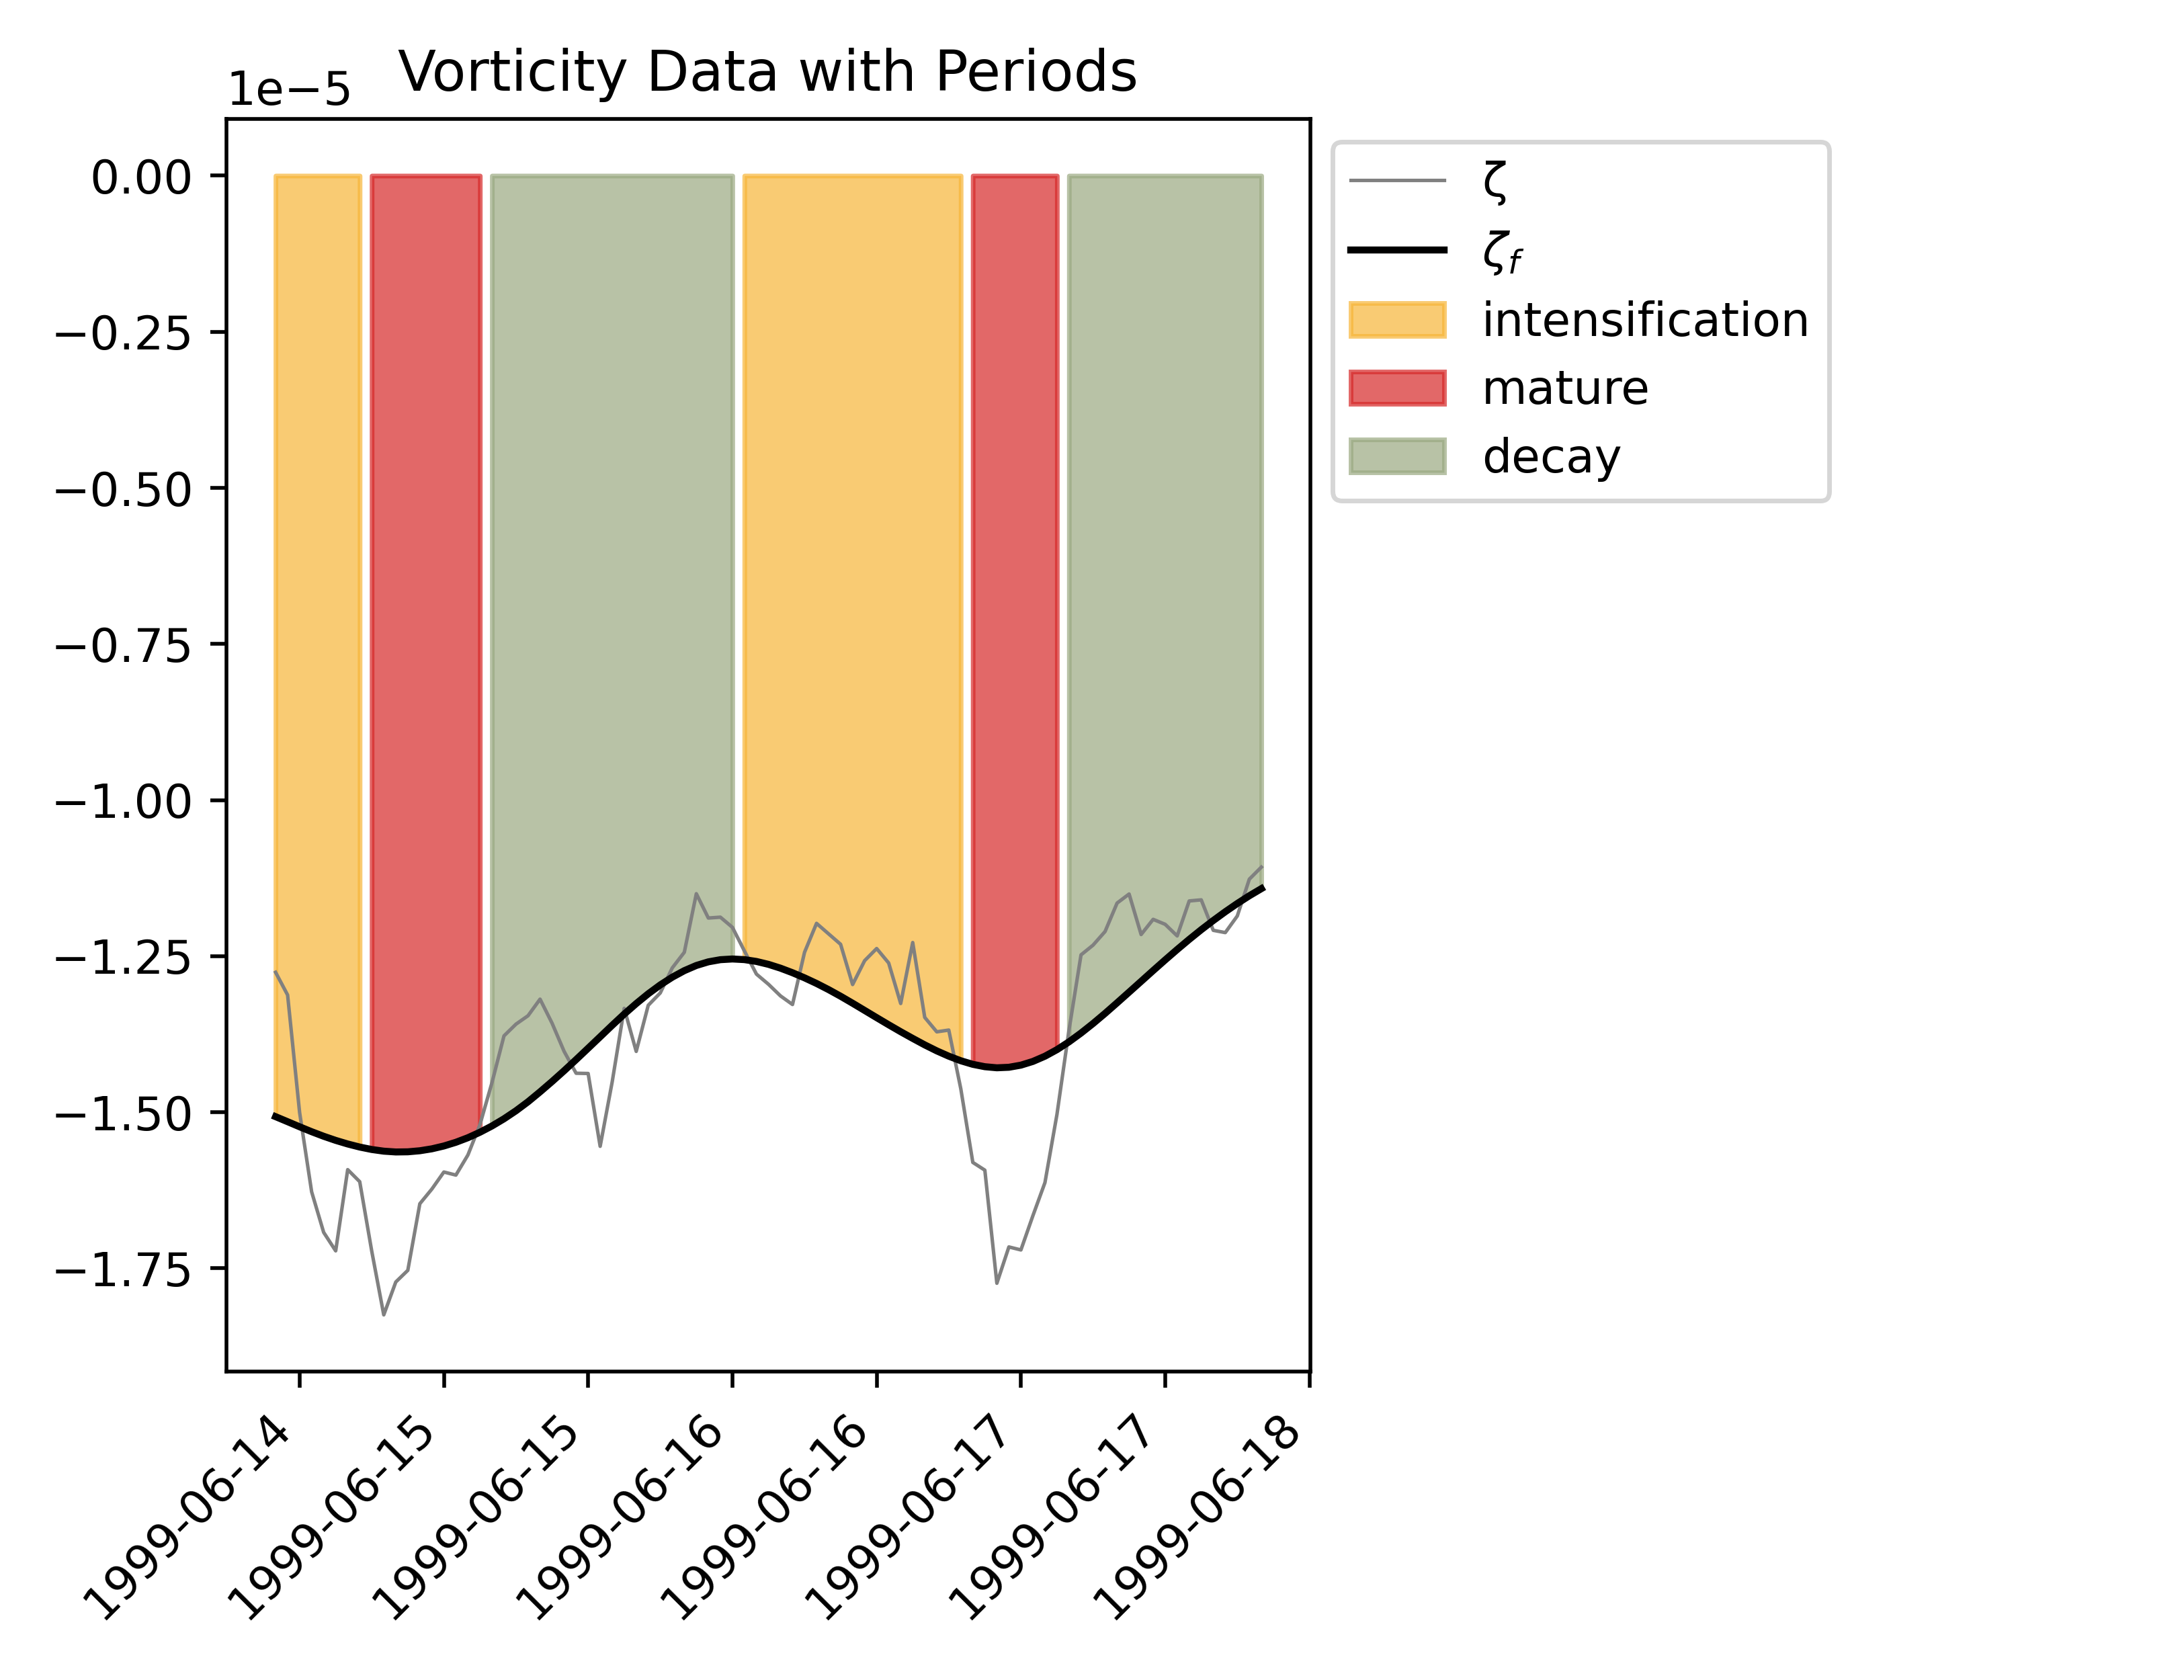 Vorticity Data with Periods
1e−5
0.00
−0.25
−0.50
−0.75
−1.00
−1.25
−1.50
−1.75
1999-06-14
1999-06-15
1999-06-15
1999-06-16
1999-06-16
1999-06-17
1999-06-17
1999-06-18
ζ
ζf
intensification
mature
decay